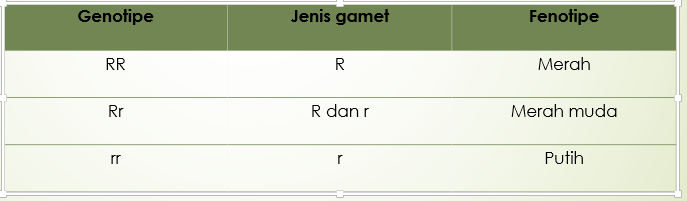 Genotipe Jenis gamet Fenotipe
RR R Merah
Rr R dan r Merah muda
rr r Putih